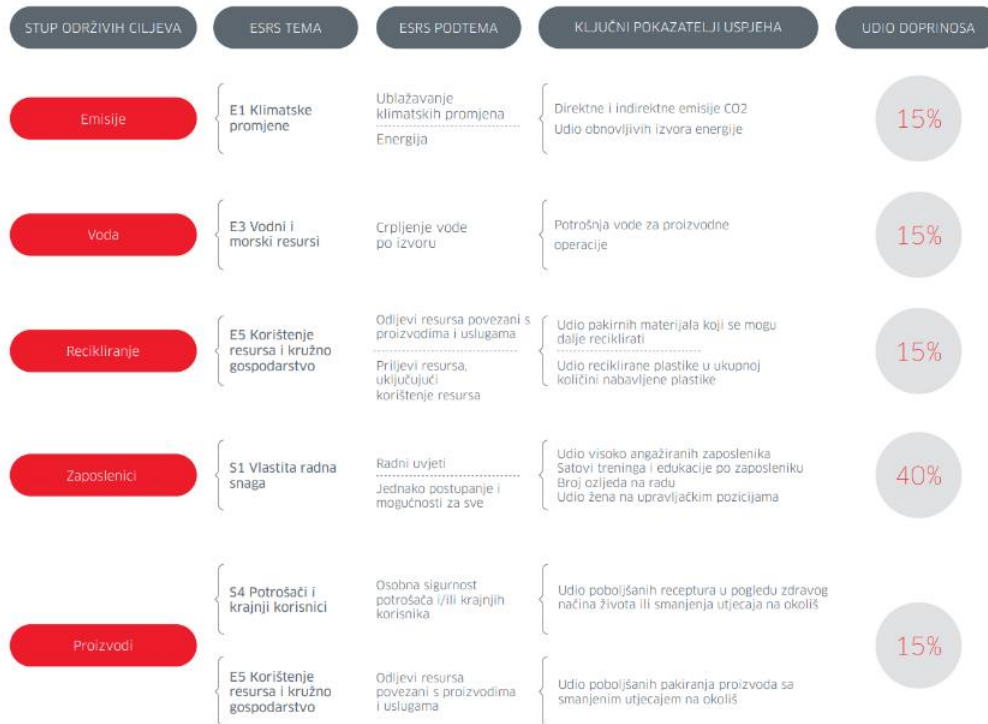 STUP ODRŽIVIH CILJEVA
ESRS TEMA
ESRS PODTEMA
KLJUČNI POKAZATELJI USPJEHA
UDIO DOPRINOSA
Emisije
E1 Klimatske
promjene
Ublažavanje
klimatskih promjena
Energija
Direktne i indirektne emisije CO2
Udio obnovljivih izvora energije
15%
Voda
E3 Vodni i
morski resursi
Crpljenje vode
po izvoru
Potrošnja vode za proizvodne
operacije
15%
Recikliranje
E5 Korištenje
resursa i kružno
gospodarstvo
Odljevi resursa povezani s
proizvodima i uslugama
Priljevi resursa,
uključujući
korištenje resursa
Udio pakirnih materijala koji se mogu
dalje reciklirati
Udio reciklirane plastike u ukupnoj
količini nabavljene plastike
15%
Zaposlenici
S1 Vlastita radna
snaga
Radni uvjeti
Jednako postupanje i
mogućnosti za sve
Udio visoko angažiranih zaposlenika
Satovi treninga i edukacije po zaposleniku
Broj ozljeda na radu
Udio žena na upravljačkim pozicijama
40%
Proizvodi
S4 Potrošači i
krajnji korisnici
Osobna sigurnost
potrošača i/ili krajnjih
korisnika
Udio poboljšanih receptura u pogledu zdravog
načina života ili smanjenja utjecaja na okoliš
E5 Korištenje
resursa i kružno
gospodarstvo
Odljevi resursa
povezani s proizvodima
i uslugama
Udio poboljšanih pakiranja proizvoda sa
smanjenim utjecajem na okoliš
15%